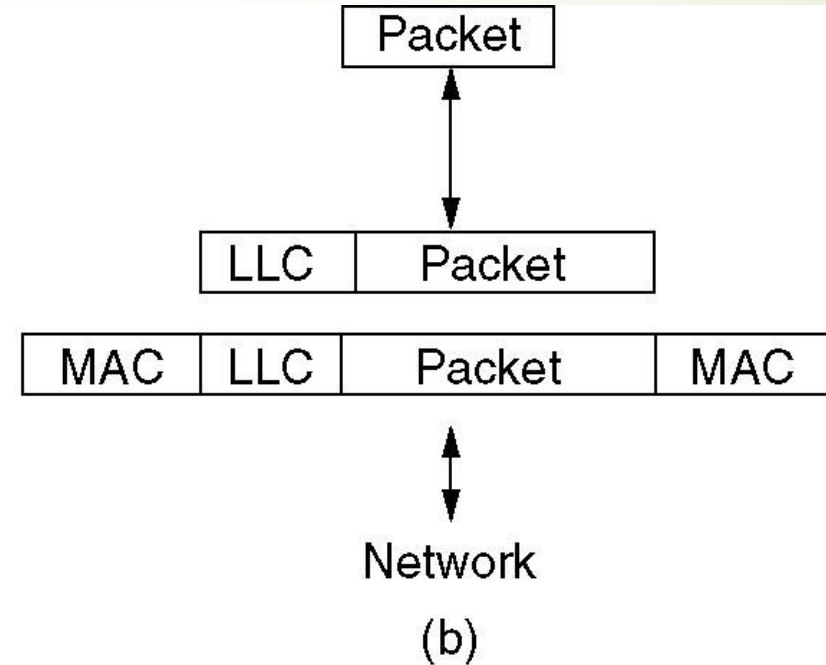 Packet
LLC Packet
MAC LLC Packet MAC
Network
(b)